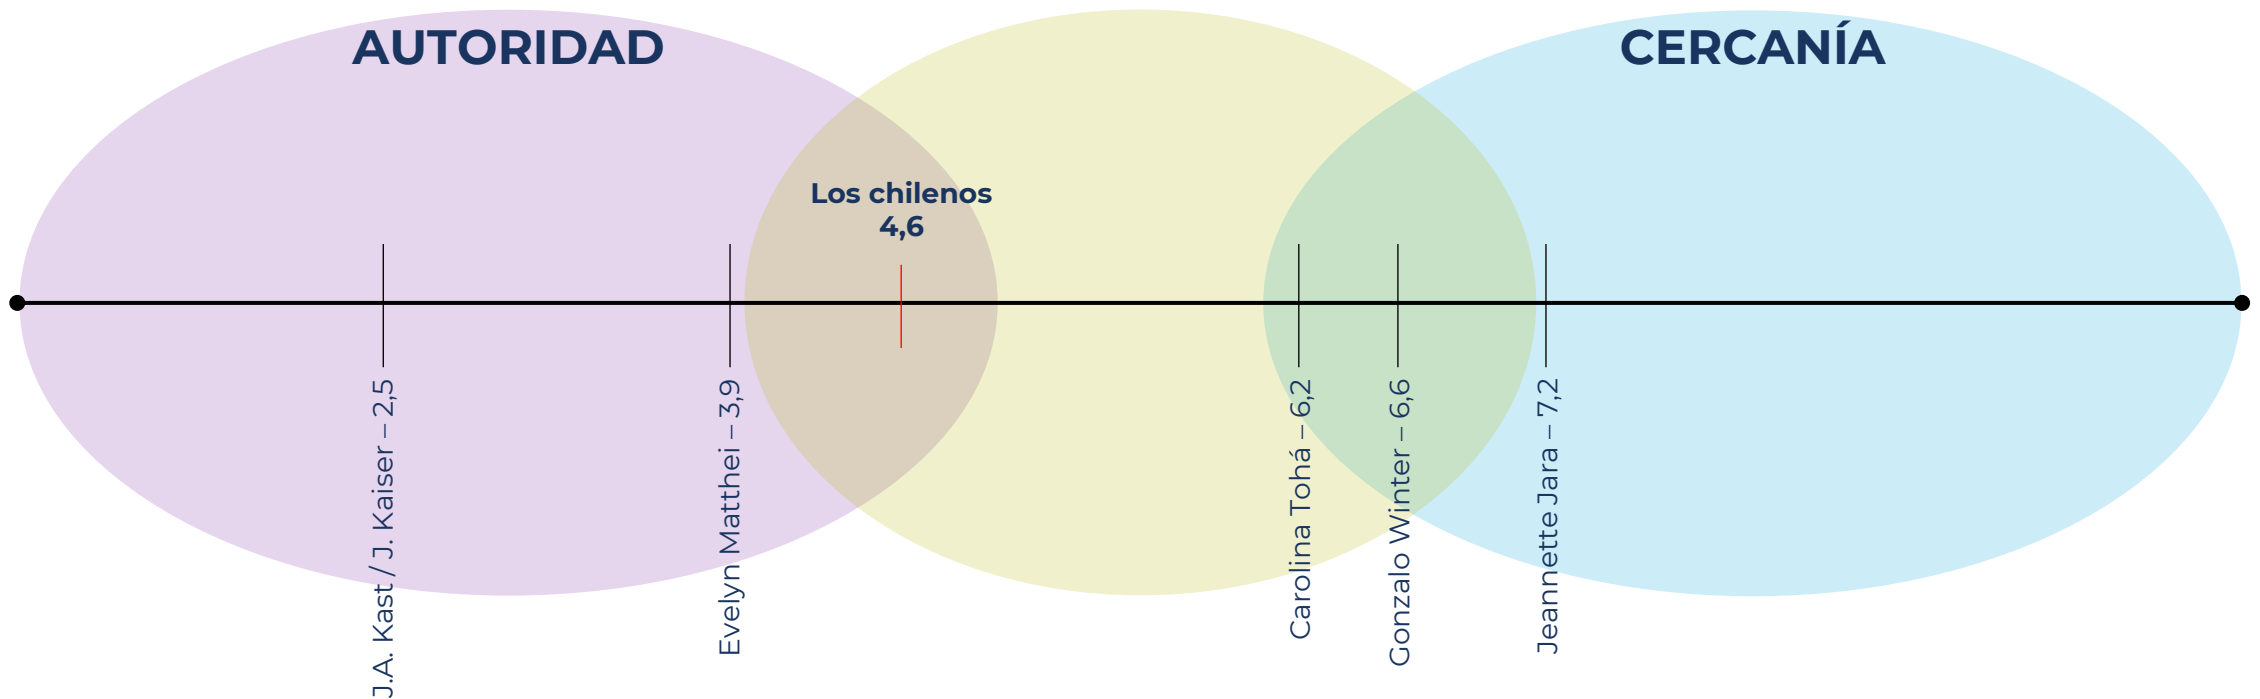 AUTORIDAD
CERCANÍA
Los chilenos
4,6
J.A. Kast / J. Kaiser – 2,5
Evelyn Matthei – 3,9
Carolina Tohá – 6,2
Gonzalo Winter – 6,6
Jeannette Jara – 7,2